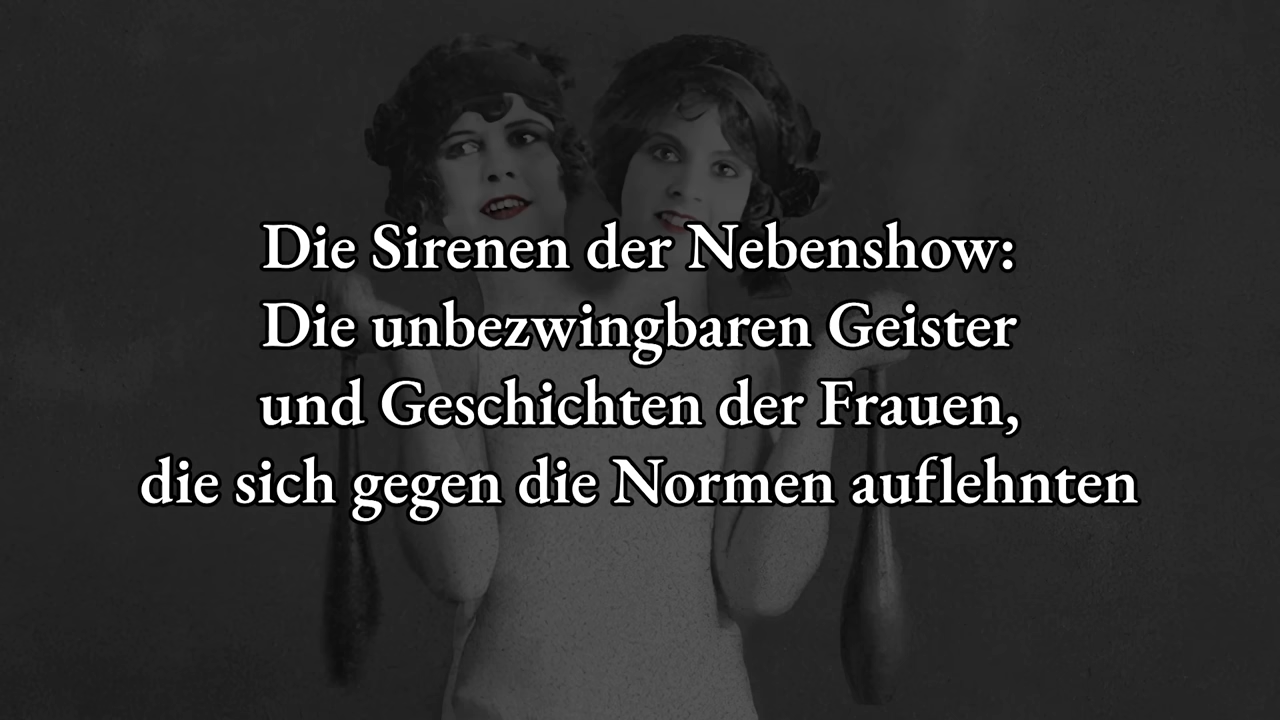 Die Sirenen der Nebenshow:
Die unbezwingbaren Geister
und Geschichten der Frauen,
die sich gegen die Normen auflehnten